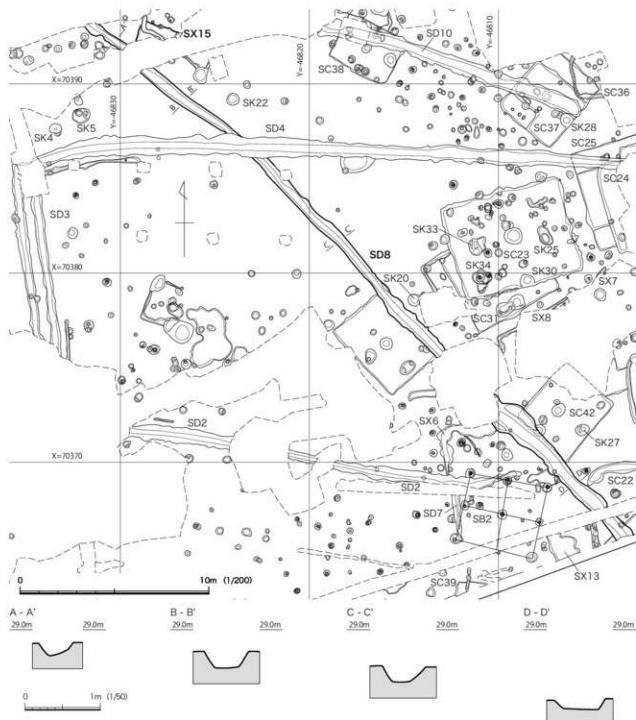 SX15
SD10
Y=-46820
Y=-46810
X=70390
SC38
SC36
Y=-46830
SK22
SK4
SK5
SC37
SK28
SD4
SC25
SC24
SD3
SK33
SC23
SK25
SD8
X=70380
SK34
SK30
SX7
SK20
SC31
SX8
SD2
SX6
SC42
SK27
X=70370
SC22
SD2
SD7
SB2
SX13
SC39
0 10m (1/200)
A - A' B - B' C - C' D - D'
29.0m 29.0m 29.0m 29.0m 29.0m 29.0m 29.0m 29.0m
0 1m (1/50)